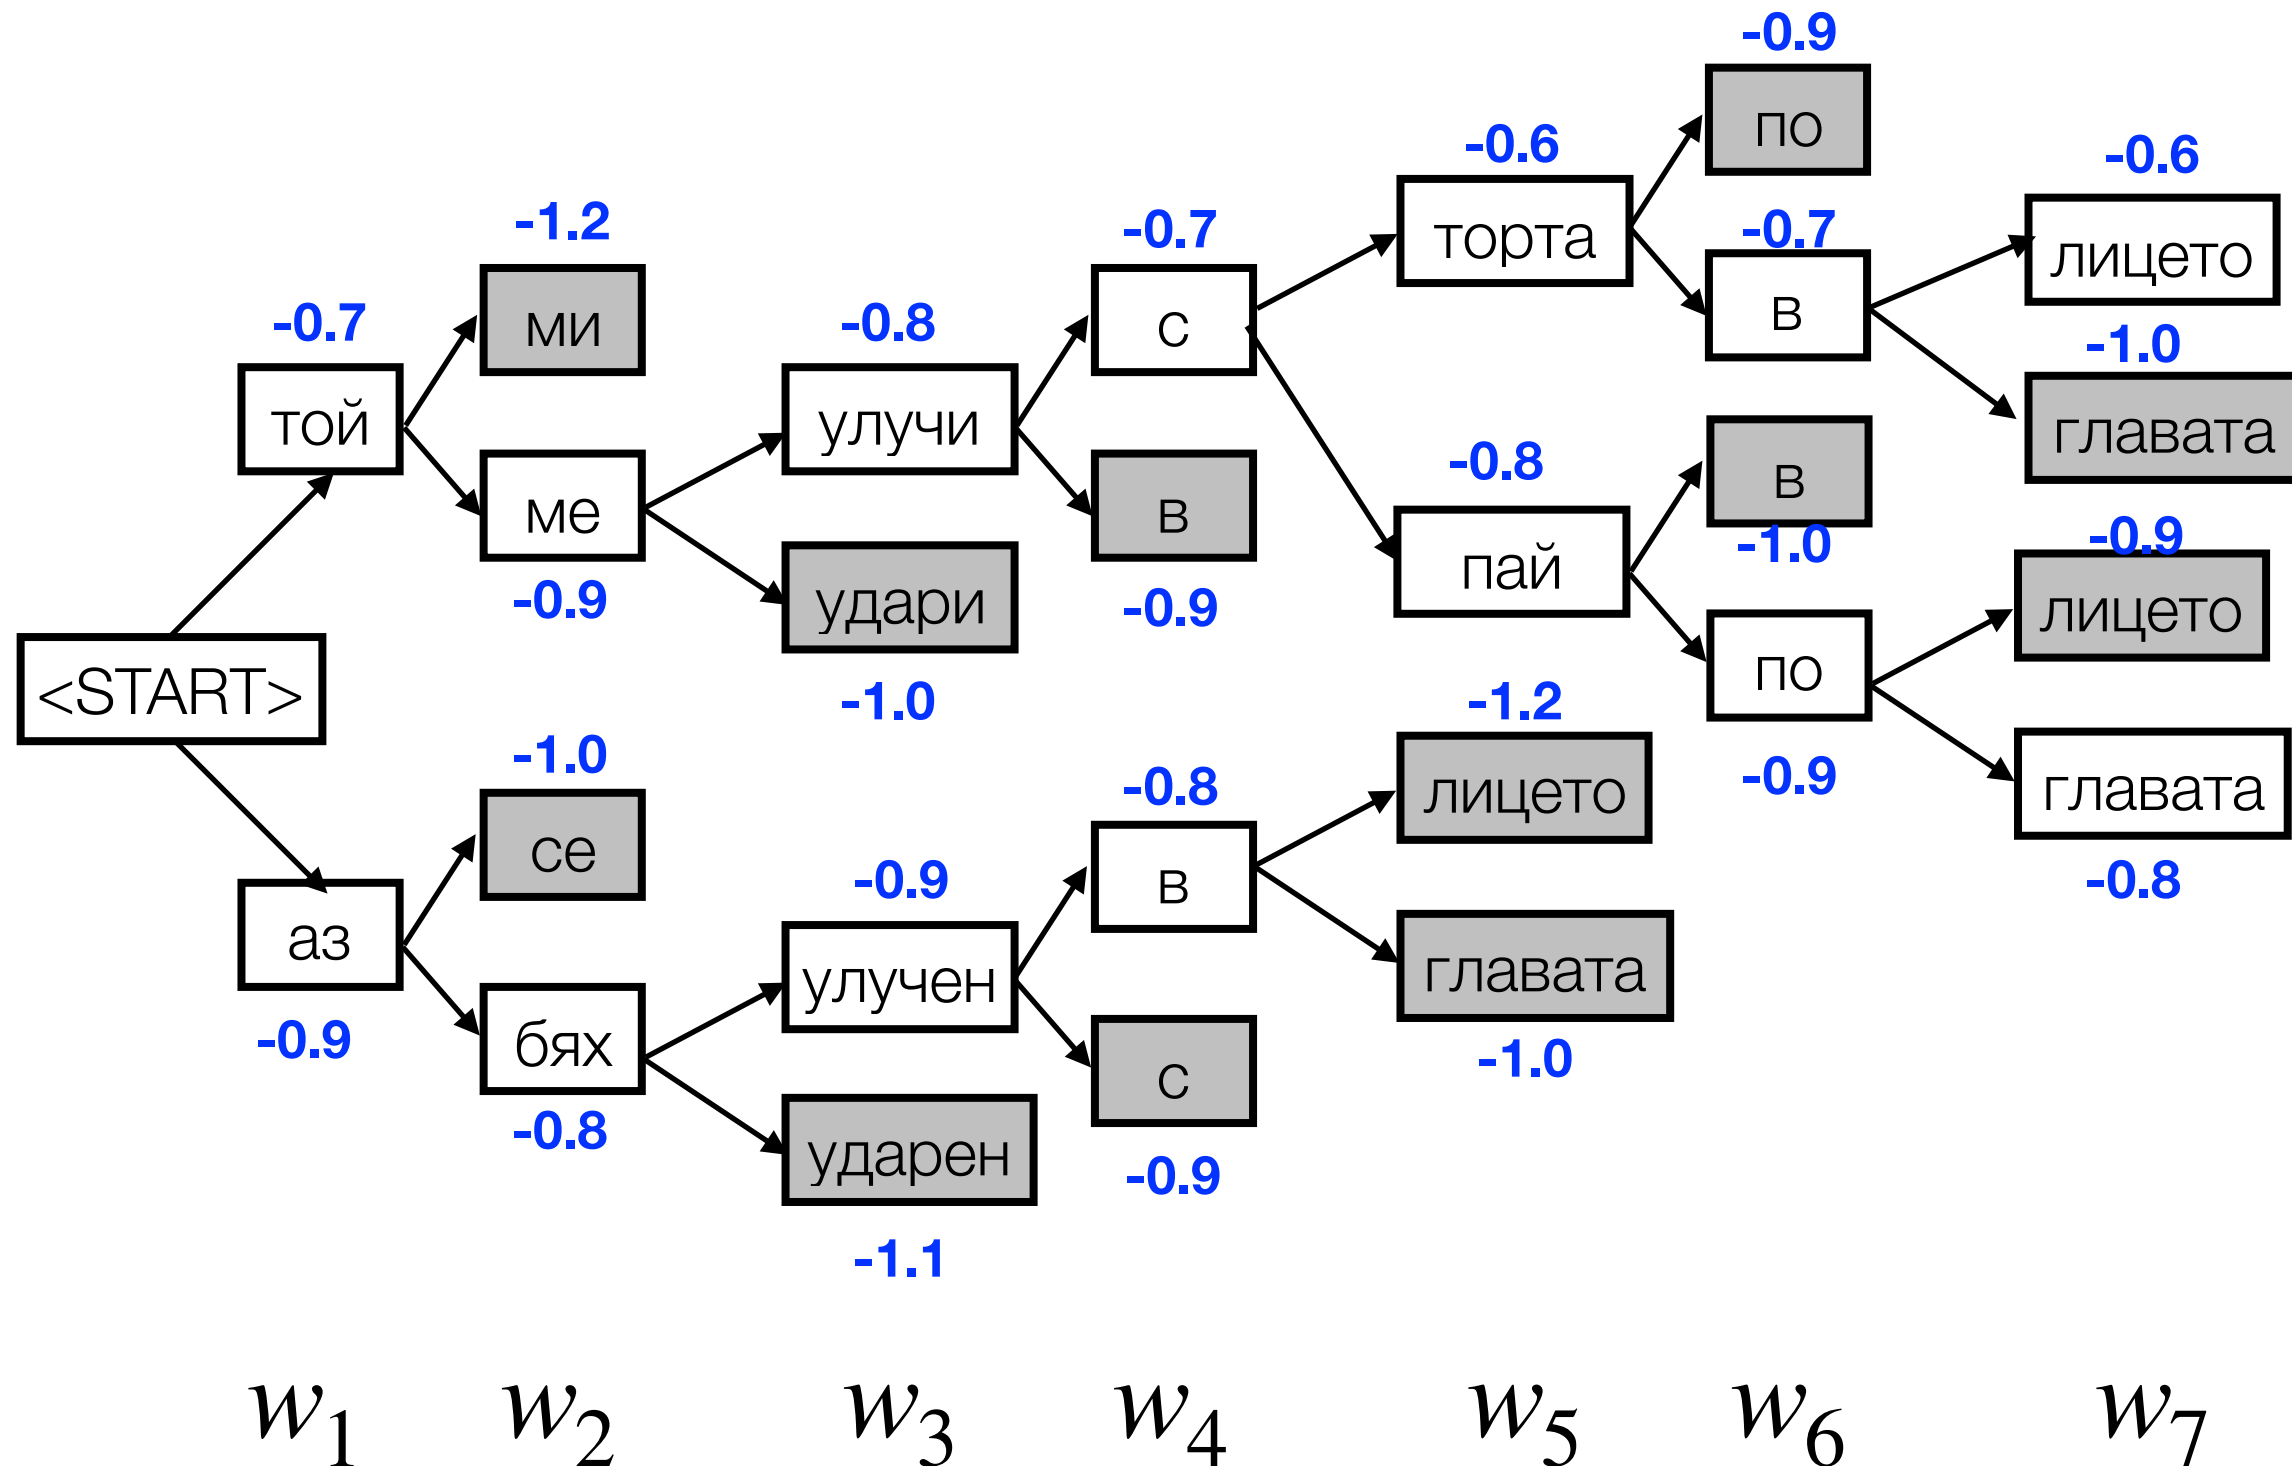 -0.9
по
-0.6
торта
-0.6
лицето
-1.2
ми
-0.7
с
-0.7
в
-0.7
той
-0.8
улучи
-1.0
главата
ме
-0.9
в
-0.9
-0.8
пай
в
-1.0
удари
-1.0
-0.9
лицето
<START>
по
-0.9
-1.0
се
-0.8
в
-1.2
лицето
главата
-0.8
аз
-0.9
-0.9
улучен
главата
-1.0
бях
-0.8
с
-0.9
ударен
-1.1
w1 w2 w3 w4 w5 w6 w7